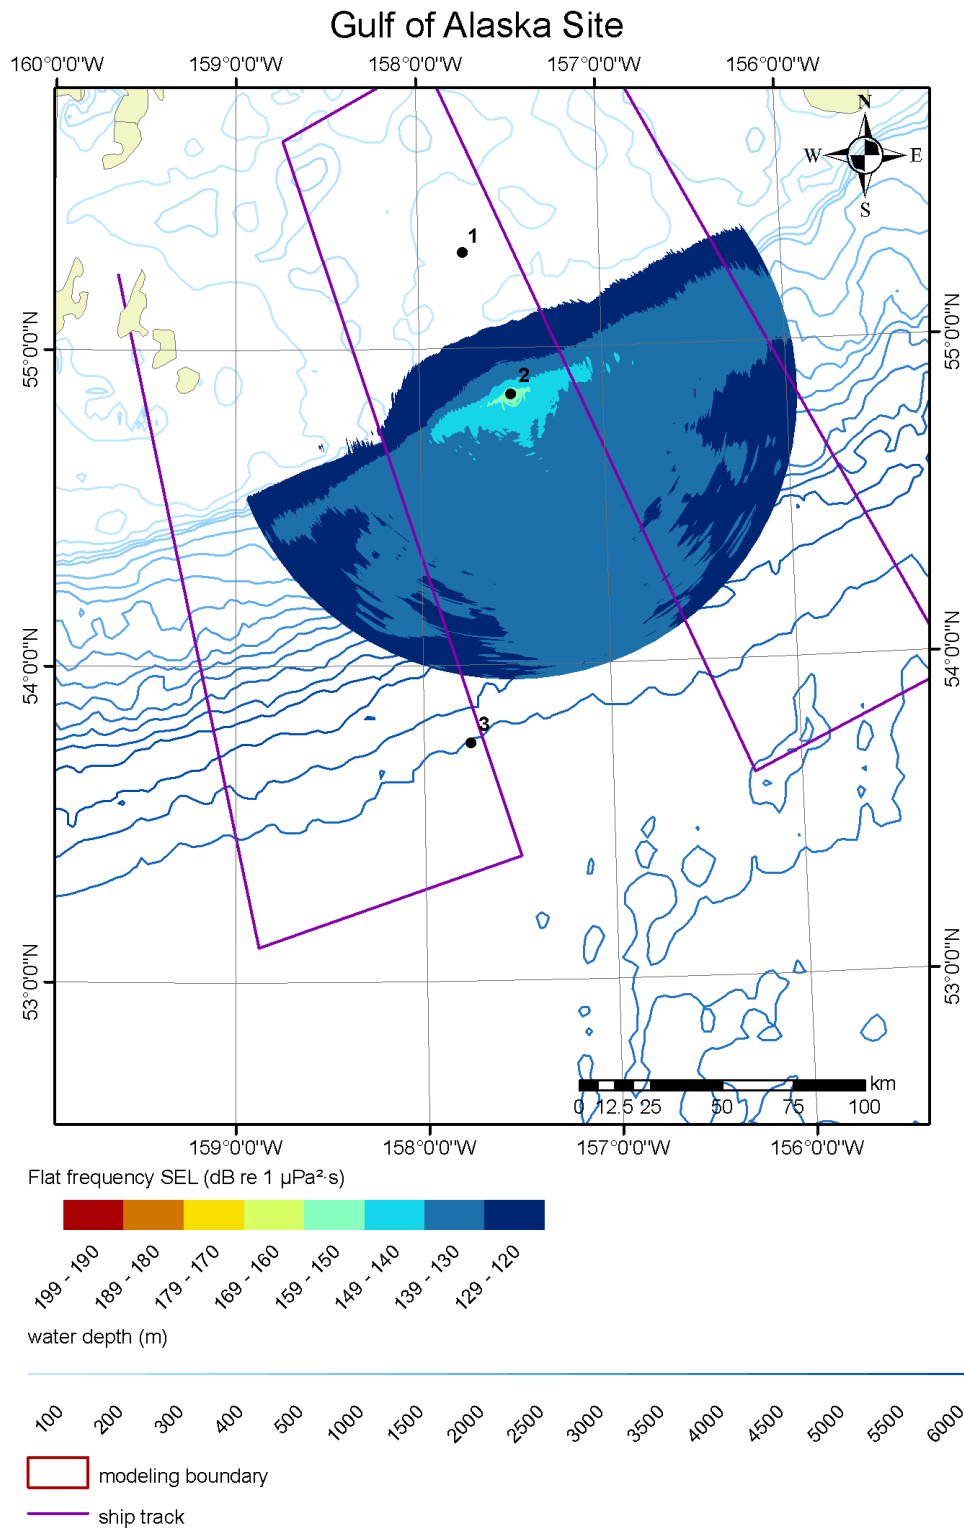 Gulf of Alaska Site
160°0'0"W 159°0'0"W 158°0'0"W 157°0'0"W 156°0'0"W
N
W E
S
1
55°0'0"N 55°0'0"N
2
54°0'0"N 54°0'0"N
3
53°0'0"N 53°0'0"N
km
0 12.5 25 50 75 100
159°0'0"W 158°0'0"W 157°0'0"W 156°0'0"W
Flat frequency SEL (dB re 1 µPa²·s)
199 - 190 189 - 180 179 - 170 169 - 160 159 - 150 149 - 140 139 - 130 129 - 120
water depth (m)
100 200 300 400 500 1000 1500 2000 2500 3000 3500 4000 4500 5000 5500 6000
modeling boundary
ship track